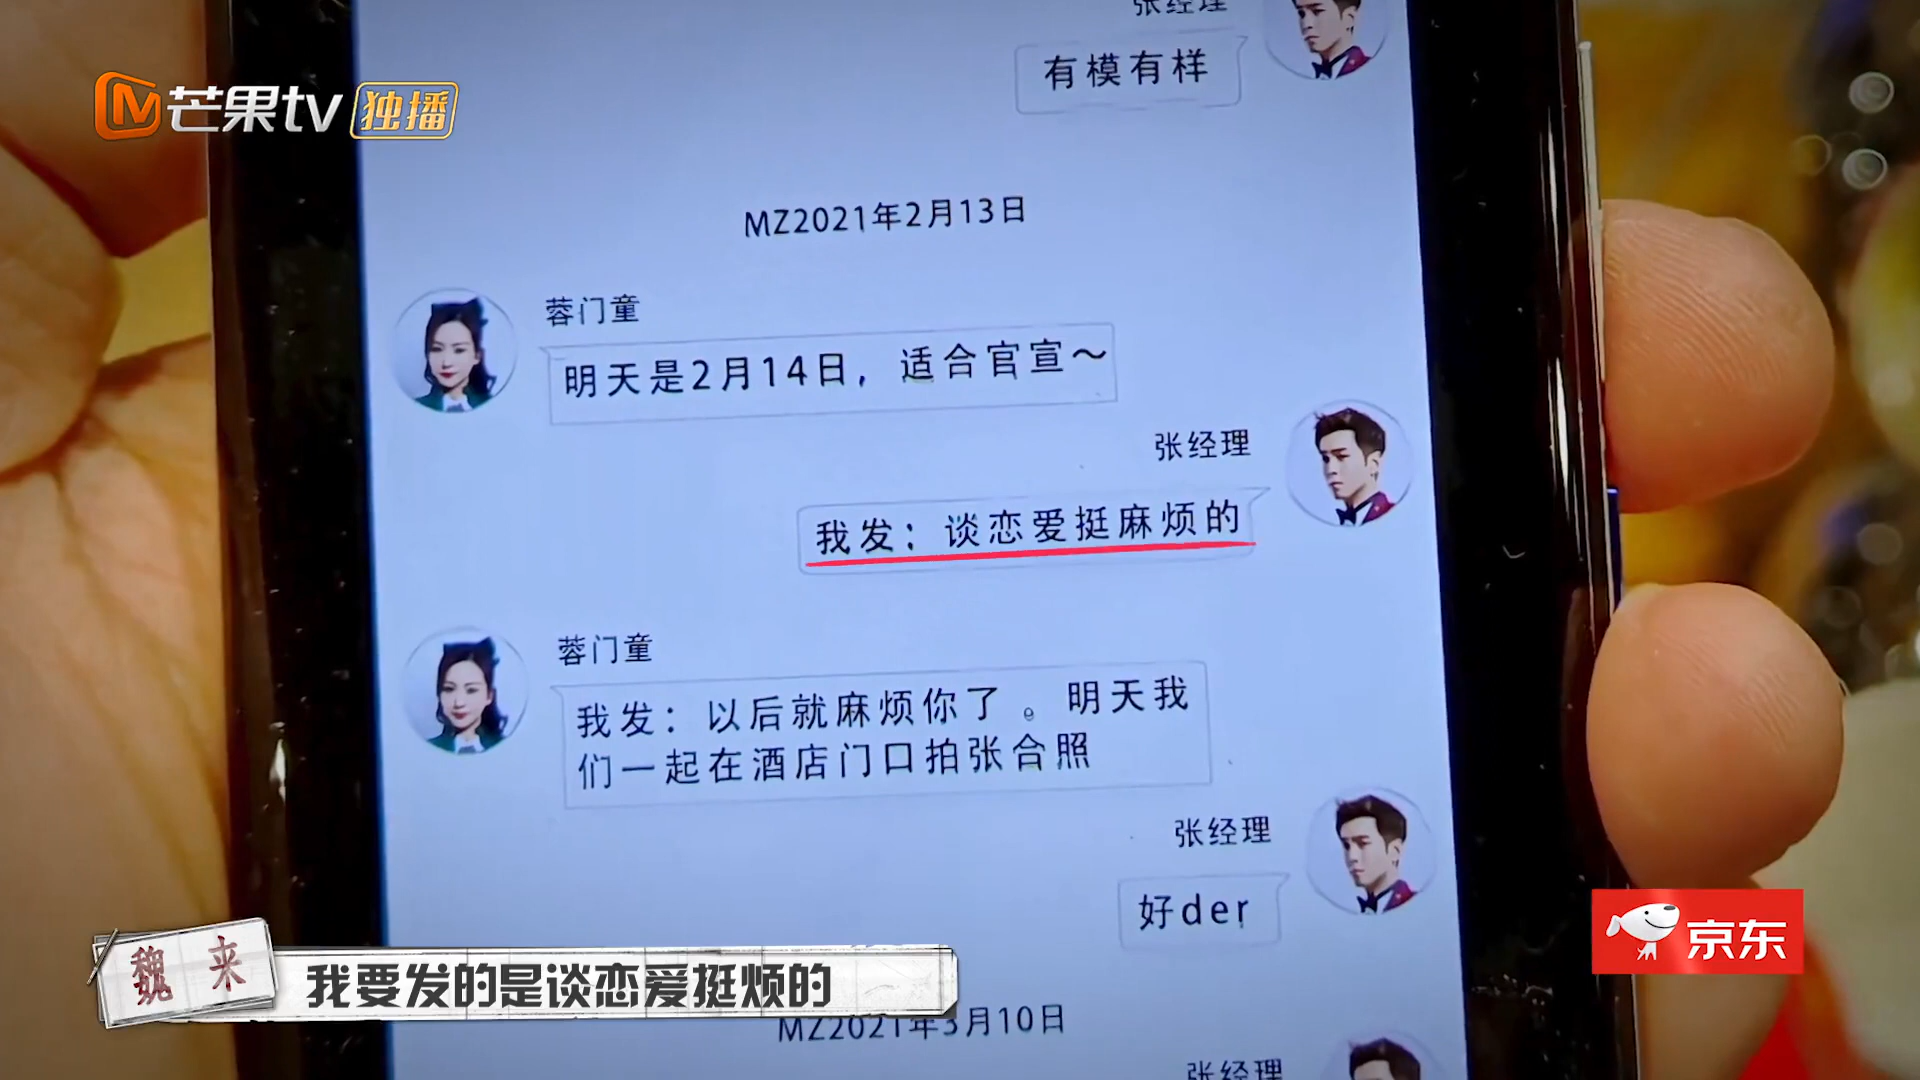 张经理
有模有样
芒果tv 独播
MZ2021年2月13日
蓉门童
明天是2月14日，适合官宣～
张经理
我发：谈恋爱挺麻烦的
蓉门童
我发：以后就麻烦你了。明天我
们一起在酒店门口拍张合照
张经理
好der
京东
魏来
我要发的是谈恋爱挺烦的
MZ2021年3月10日
张经理